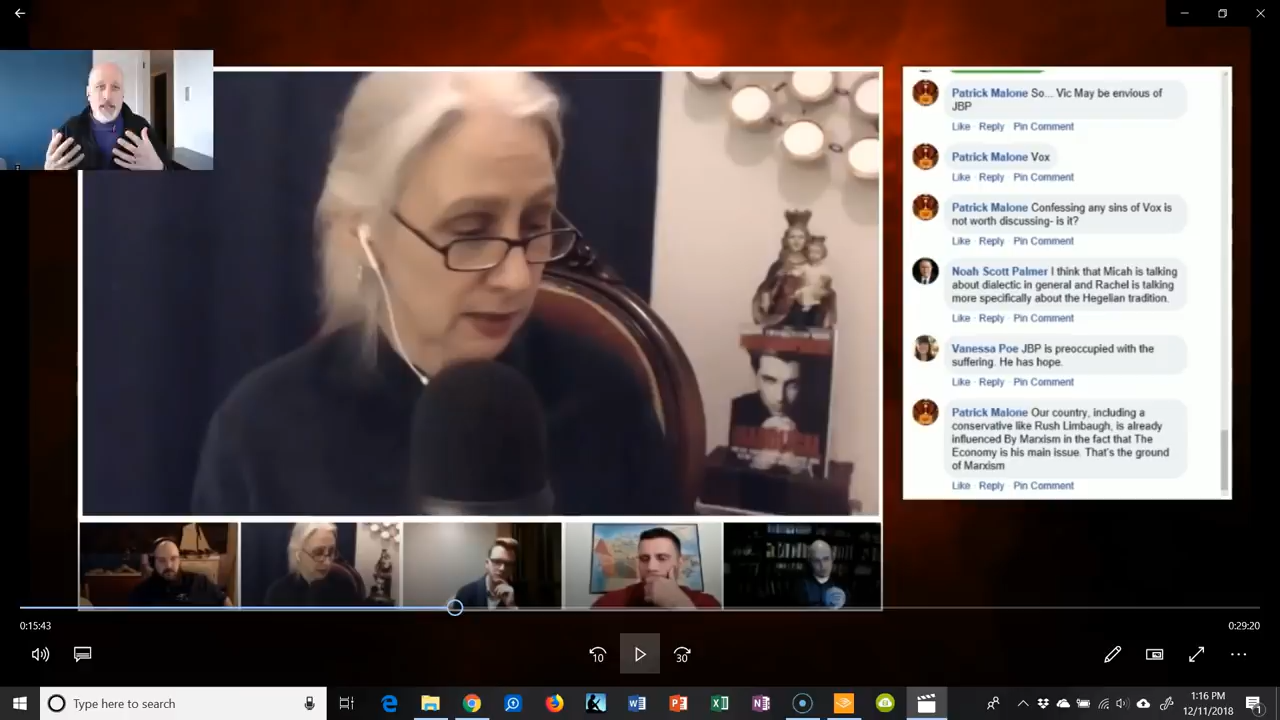 Patrick Malone So... Vic May be envious of
JBP
Like Reply Pin Comment
Patrick Malone Vox
Like Reply Pin Comment
Patrick Malone Confessing any sins of Vox is
not worth discussing- is it?
Like Reply Pin Comment
Noah Scott Palmer I think that Micah is talking
about dialectic in general and Rachel is talking
more specifically about the Hegelian tradition.
Like Reply Pin Comment
Vanessa Poe JBP is preoccupied with the
suffering. He has hope.
Like Reply Pin Comment
Patrick Malone Our country, including a
conservative like Rush Limbaugh, is already
influenced By Marxism in the fact that The
Economy is his main issue. That's the ground
of Marxism
Like Reply Pin Comment
0:15:43
0:29:20
10
30
Type here to search
1:16 PM
12/11/2018